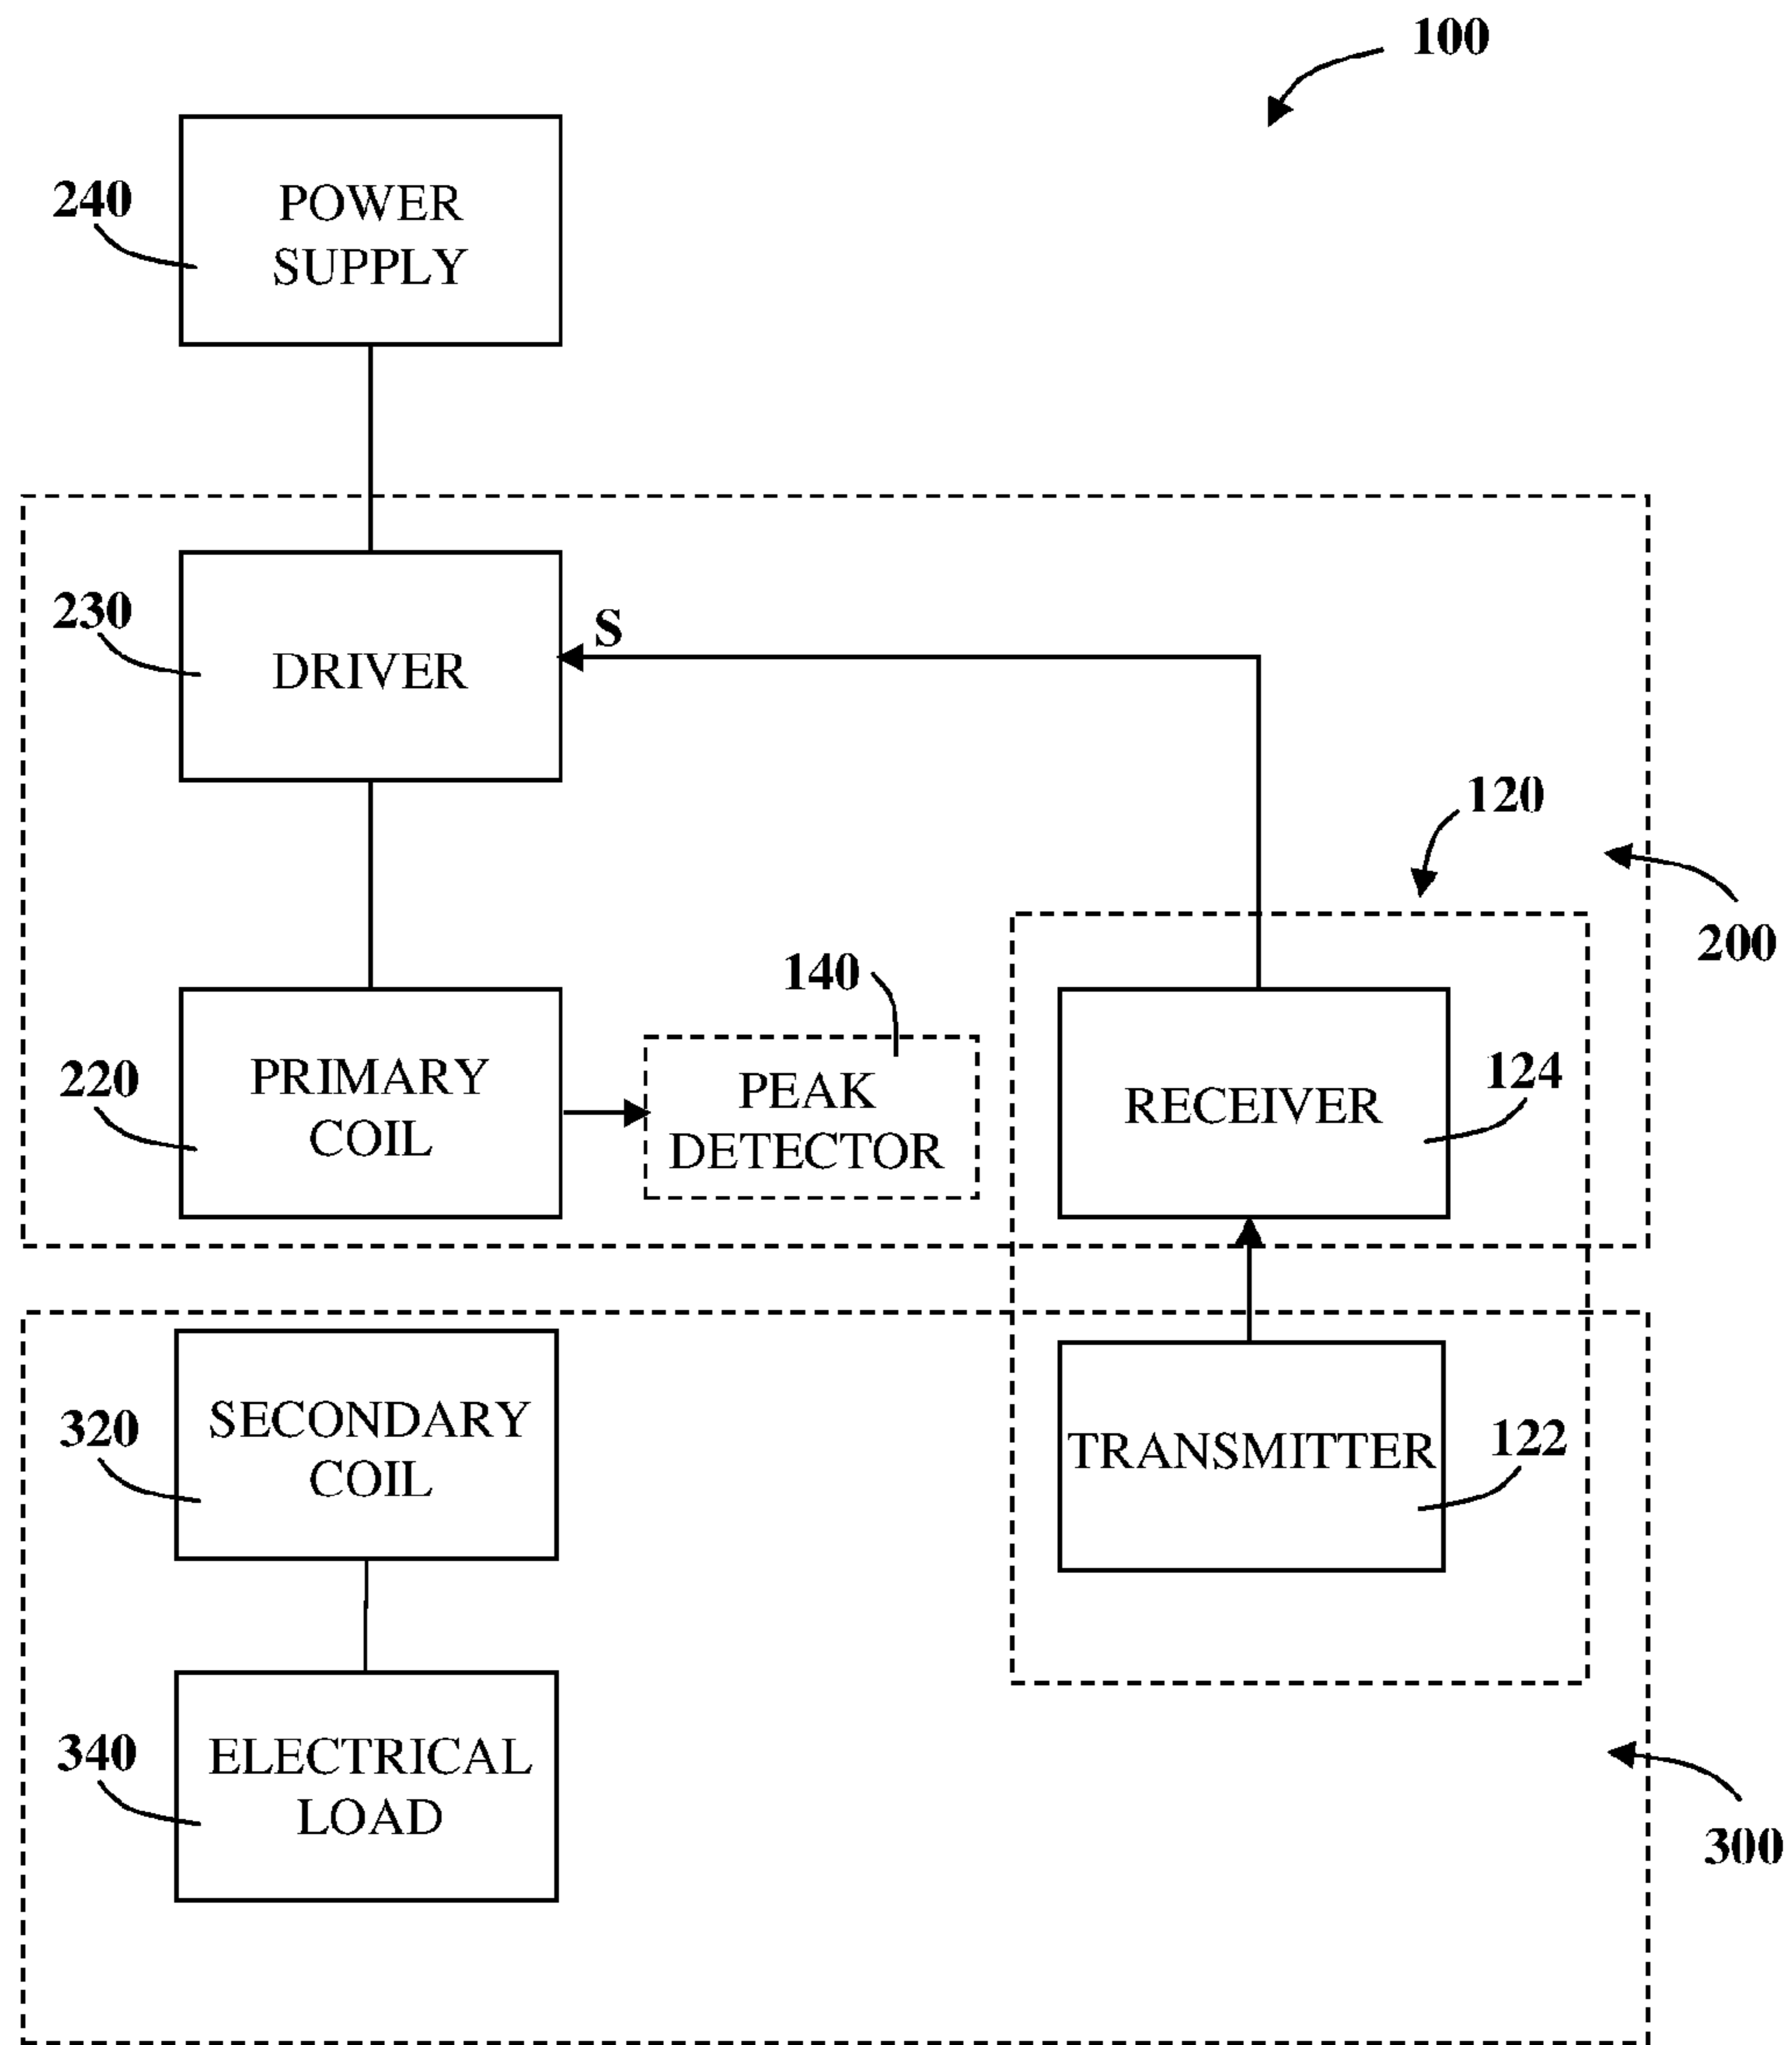 100
240
POWER
SUPPLY
230
DRIVER
S
120
200
140
220
PRIMARY
COIL
PEAK
DETECTOR
RECEIVER
124
320
SECONDARY
COIL
TRANSMITTER
122
340
ELECTRICAL
LOAD
300